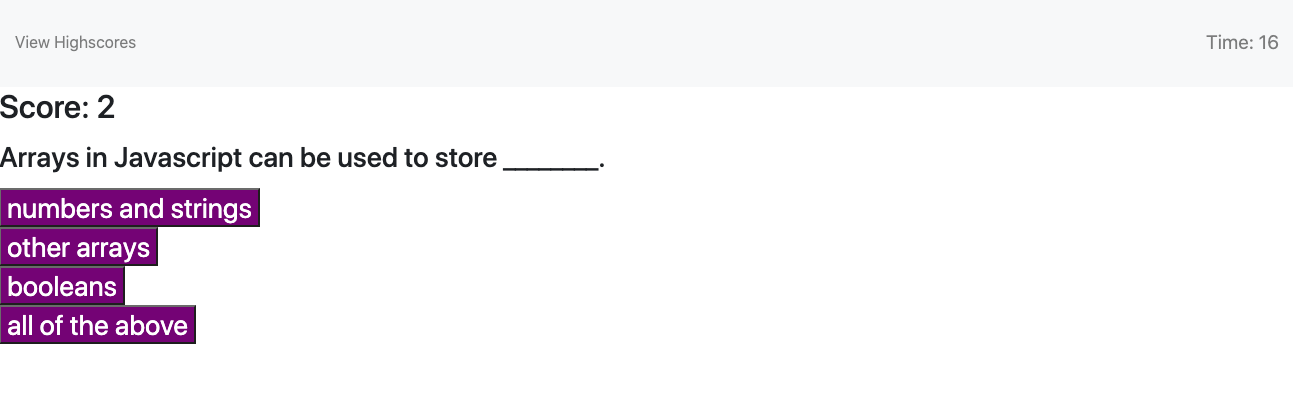 View Highscores
Time: 16
Score: 2
Arrays in Javascript can be used to store ________.
numbers and strings
other arrays
booleans
all of the above